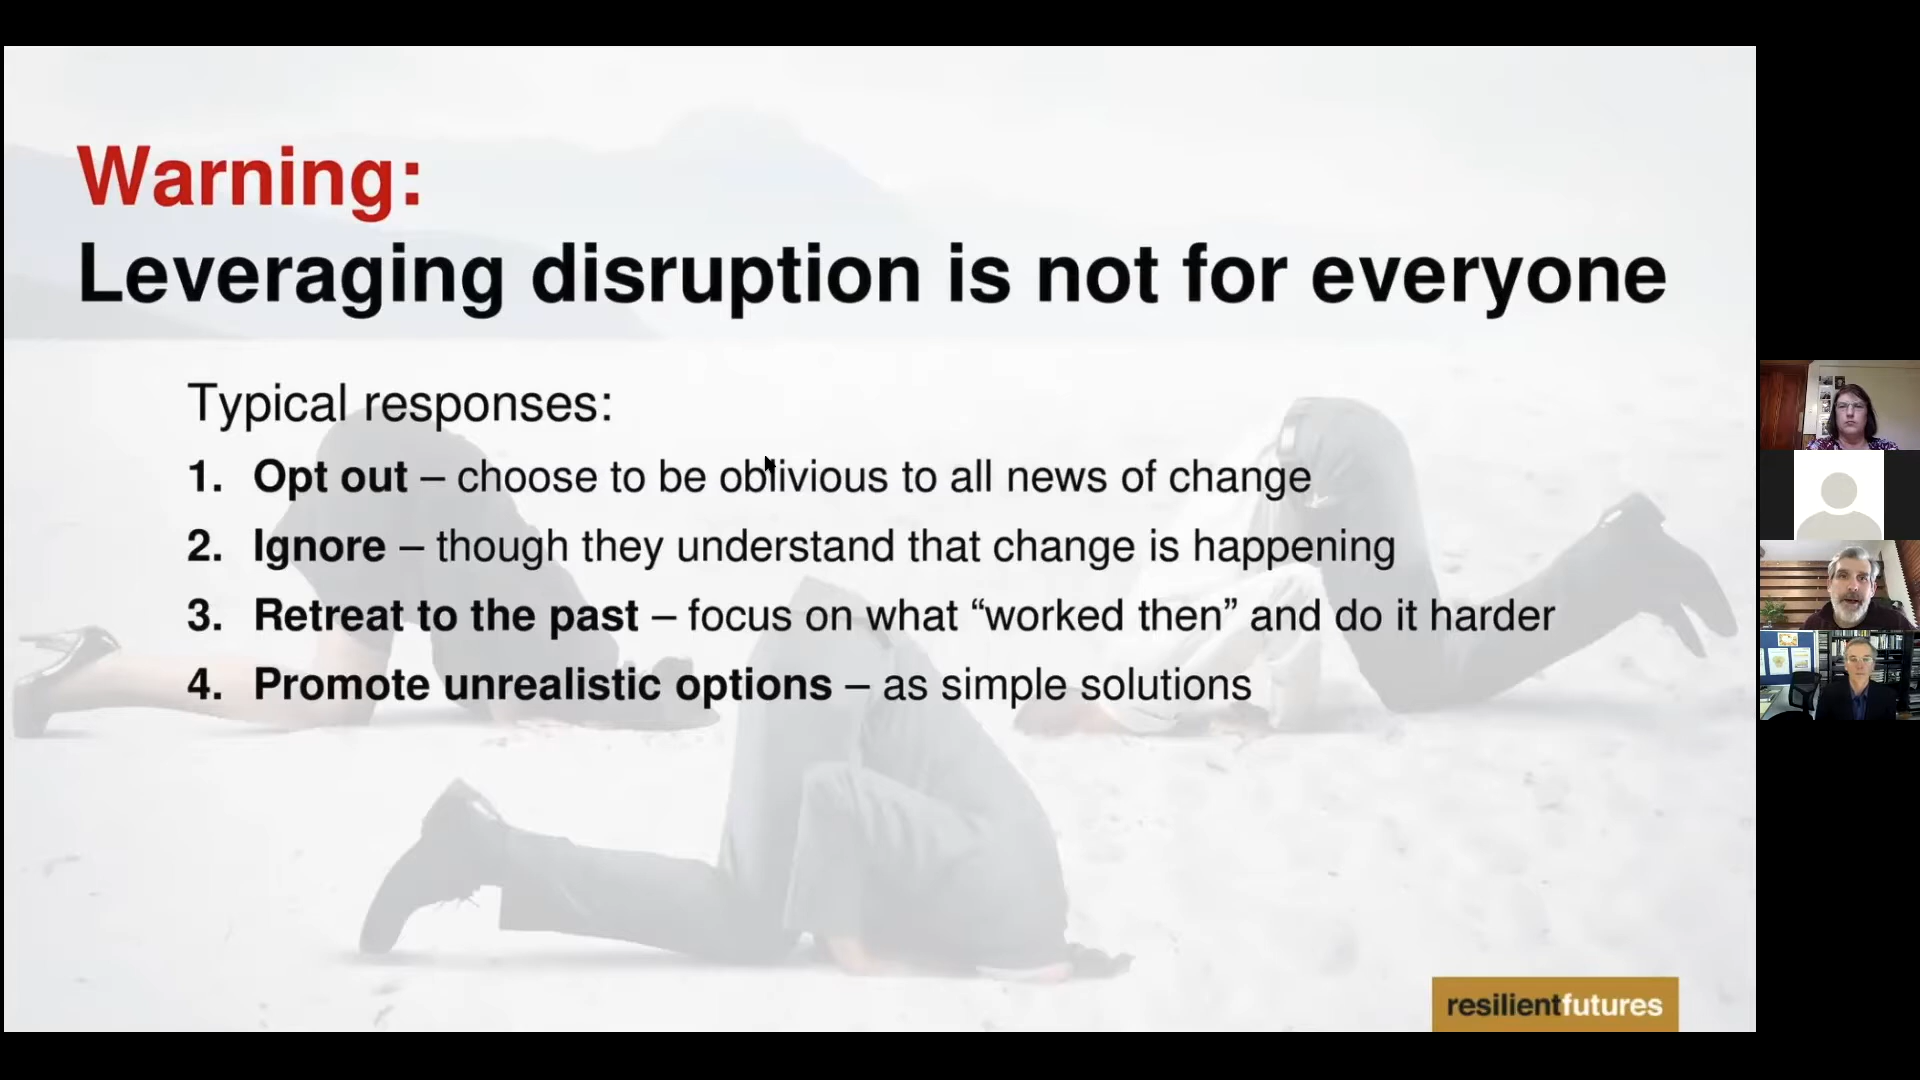 Warning:
Leveraging disruption is not for everyone
Typical responses:
1. Opt out – choose to be oblivious to all news of change
2. Ignore – though they understand that change is happening
3. Retreat to the past – focus on what “worked then” and do it harder
4. Promote unrealistic options – as simple solutions
resilientfutures